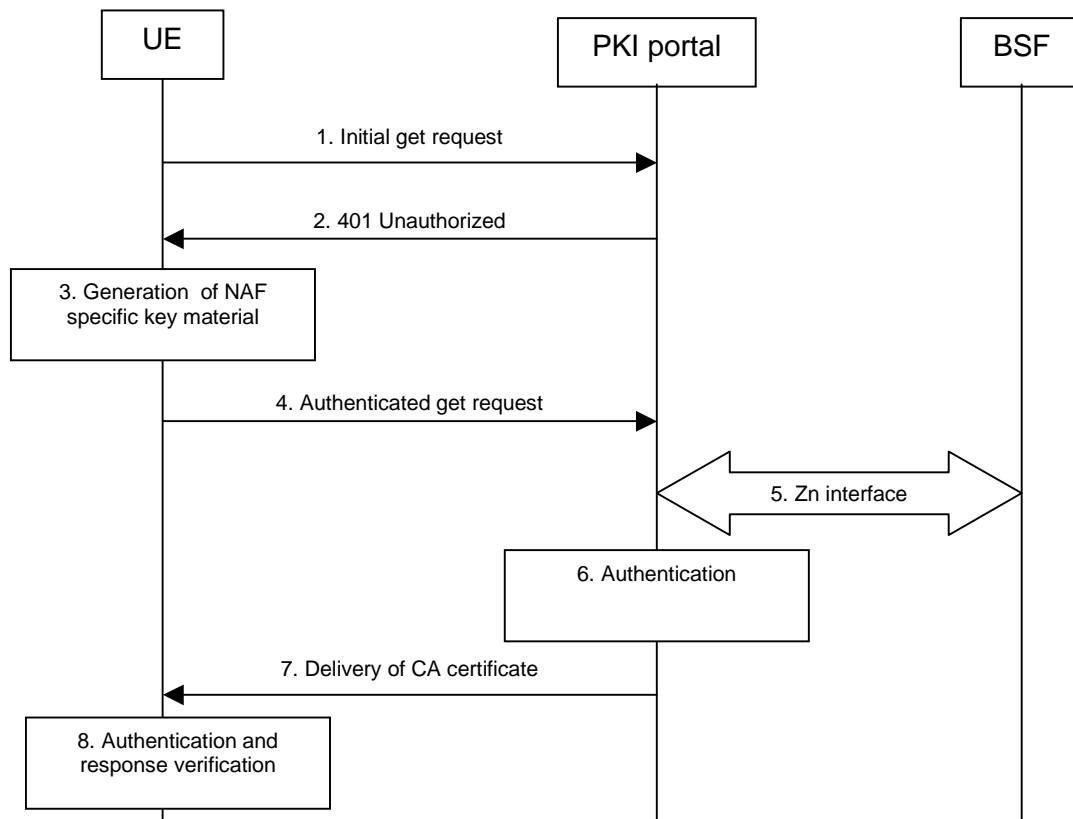 UE
PKI portal
BSF
1. Initial get request
2. 401 Unauthorized
3. Generation of NAF
specific key material
4. Authenticated get request
5. Zn interface
6. Authentication
7. Delivery of CA certificate
8. Authentication and
response verification